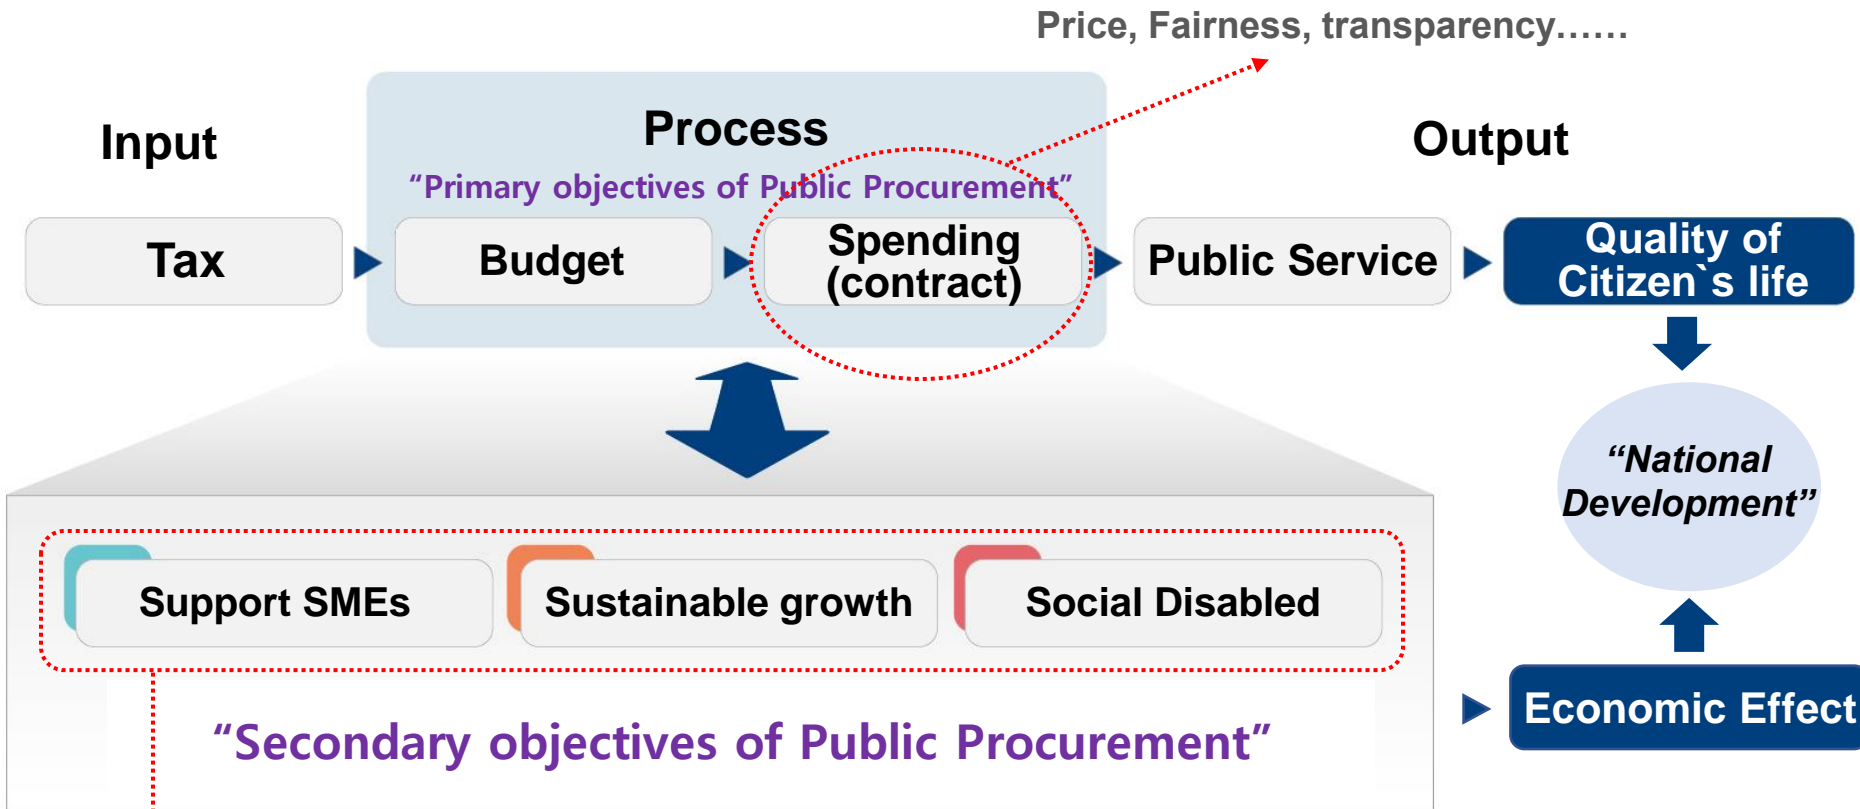 Price, Fairness, transparency……
Input
Process
Output
“Primary objectives of Public Procurement”
Tax
Budget
Spending
(contract)
Public Service
Quality of
Citizen`s life
“National
Development”
Support SMEs
Sustainable growth
Social Disabled
Economic Effect
“Secondary objectives of Public Procurement”